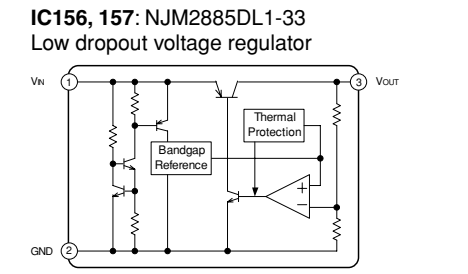 IC156, 157: NJM2885DL1-33
Low dropout voltage regulator
VIN 1
3 VOUT
Thermal
Protection
Bandgap
Reference
+
−
GND 2